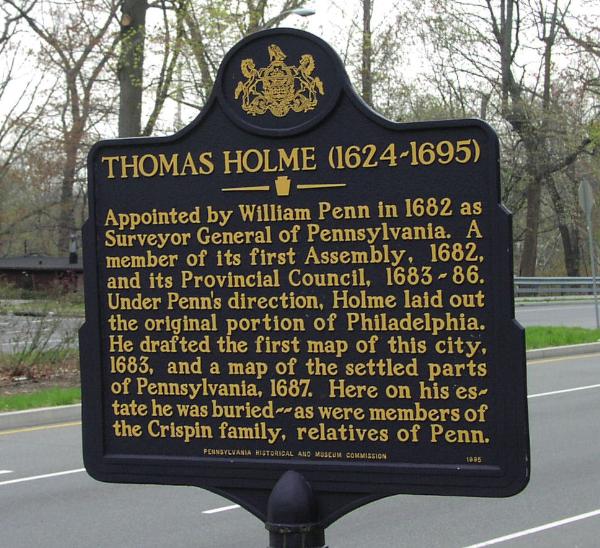 THOMAS HOLME (1624-1695)
Appointed by William Penn in 1682 as
Surveyor General of Pennsylvania. A
member of its first Assembly, 1682,
and its Provincial Council, 1683-86.
Under Penn's direction, Holme laid out
the original portion of Philadelphia.
He drafted the first map of this city,
1683, and a map of the settled parts
of Pennsylvania, 1687. Here on his es-
tate he was buried--as were members of
the Crispin family, relatives of Penn.
PENNSYLVANIA HISTORICAL AND MUSEUM COMMISSION 1995